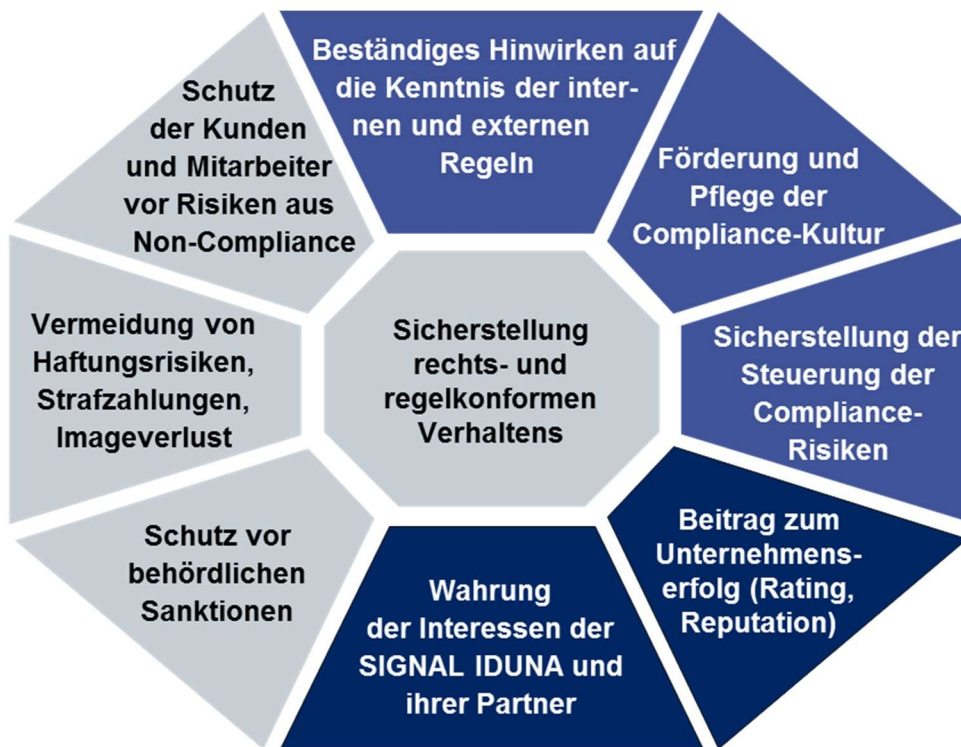 Beständiges Hinwirken auf
die Kenntnis der inter-
nen und externen
Regeln
Förderung und
Pflege der
Compliance-Kultur
Sicherstellung der
Steuerung der
Compliance-
Risiken
Beitrag zum
Unternehmens-
erfolg (Rating,
Reputation)
Wahrung
der Interessen der
SIGNAL IDUNA und
ihrer Partner
Schutz vor
behördlichen
Sanktionen
Vermeidung von
Haftungsrisiken,
Strafzahlungen,
Imageverlust
Schutz
der Kunden
und Mitarbeiter
vor Risiken aus
Non-Compliance
Sicherstellung
rechts- und
regelkonformen
Verhaltens